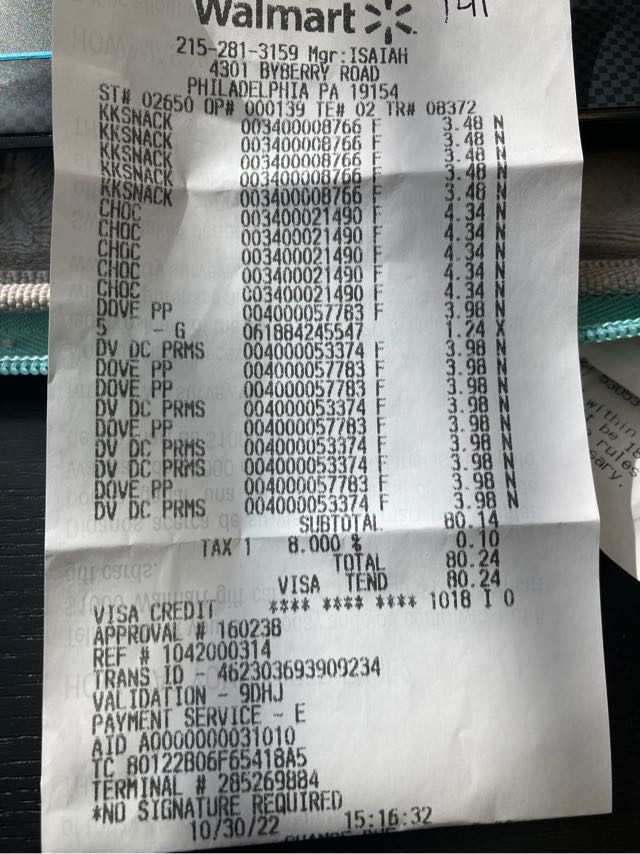 Walmart
215-281-3159 Mgr:ISAIAH
4301 BYBERRY ROAD
PHILADELPHIA PA 19154
ST# 02650 OP# 000139 TE# 02 TR# 08372
KKSNACK 003400008766 F 3.48 N
KKSNACK 003400008766 F 3.48 N
KKSNACK 003400008766 F 3.48 N
KKSNACK 003400008766 F 3.48 N
KKSNACK 003400008766 F 3.48 N
CHOC 003400021490 F 4.34 N
CHOC 003400021490 F 4.34 N
CHOC 003400021490 F 4.34 N
CHOC 003400021490 F 4.34 N
CHOC 003400021490 F 4.34 N
DOVE PP 004000057783 F 3.98 N
5 - G 061884245547 1.24 X
DV DC PRMS 004000053374 F 3.98 N
DOVE PP 004000057783 F 3.98 N
DOVE PP 004000057783 F 3.98 N
DV DC PRMS 004000053374 F 3.98 N
DOVE PP 004000057783 F 3.98 N
DV DC PRMS 004000053374 F 3.98 N
DV DC PRMS 004000053374 F 3.98 N
DOVE PP 004000057783 F 3.98 N
DV DC PRMS 004000053374 F 3.98 N
SUBTOTAL 80.14
TAX 1 8.000 % 0.10
TOTAL 80.24
VISA TEND 80.24
VISA CREDIT **** **** **** 1018 I 0
APPROVAL # 160238
REF # 1042000314
TRANS ID - 462303693909234
VALIDATION - 9DHJ
PAYMENT SERVICE - E
AID A0000000031010
TC B0122B06F65418A5
TERMINAL # 285269884
*NO SIGNATURE REQUIRED
10/30/22 15:16:32
within
rules